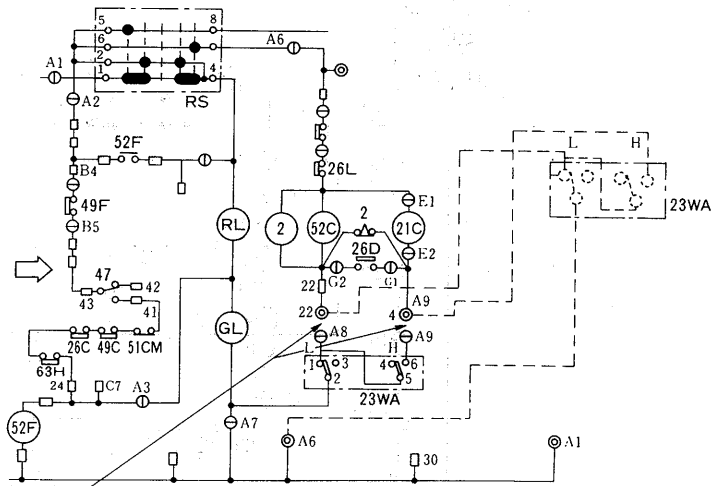 5 8
6 A6
2
A1 1 4
RS
A2
52F
B4
26L
49F
B5
L H
23WA
E1
2 52C 2 21C
RL
26D
E2
G2 G1
47 42
43 41
22
A9
22 4
GL
A8 A9
26C 49C 51CM
63H
L H
1 3 4 6
2 5
23WA
24 C7 A3
52F
A7
A6 A1
30